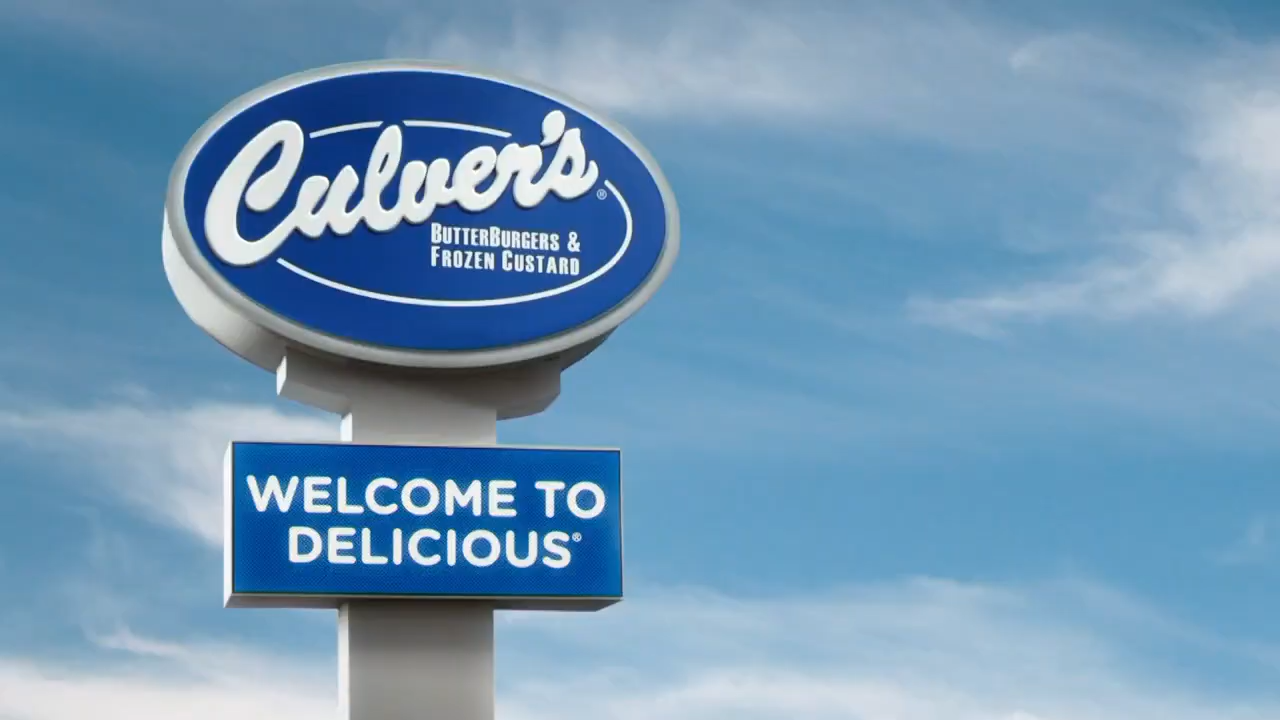 Culver's®
BUTTERBURGERS &
FROZEN CUSTARD
WELCOME TO
DELICIOUS®